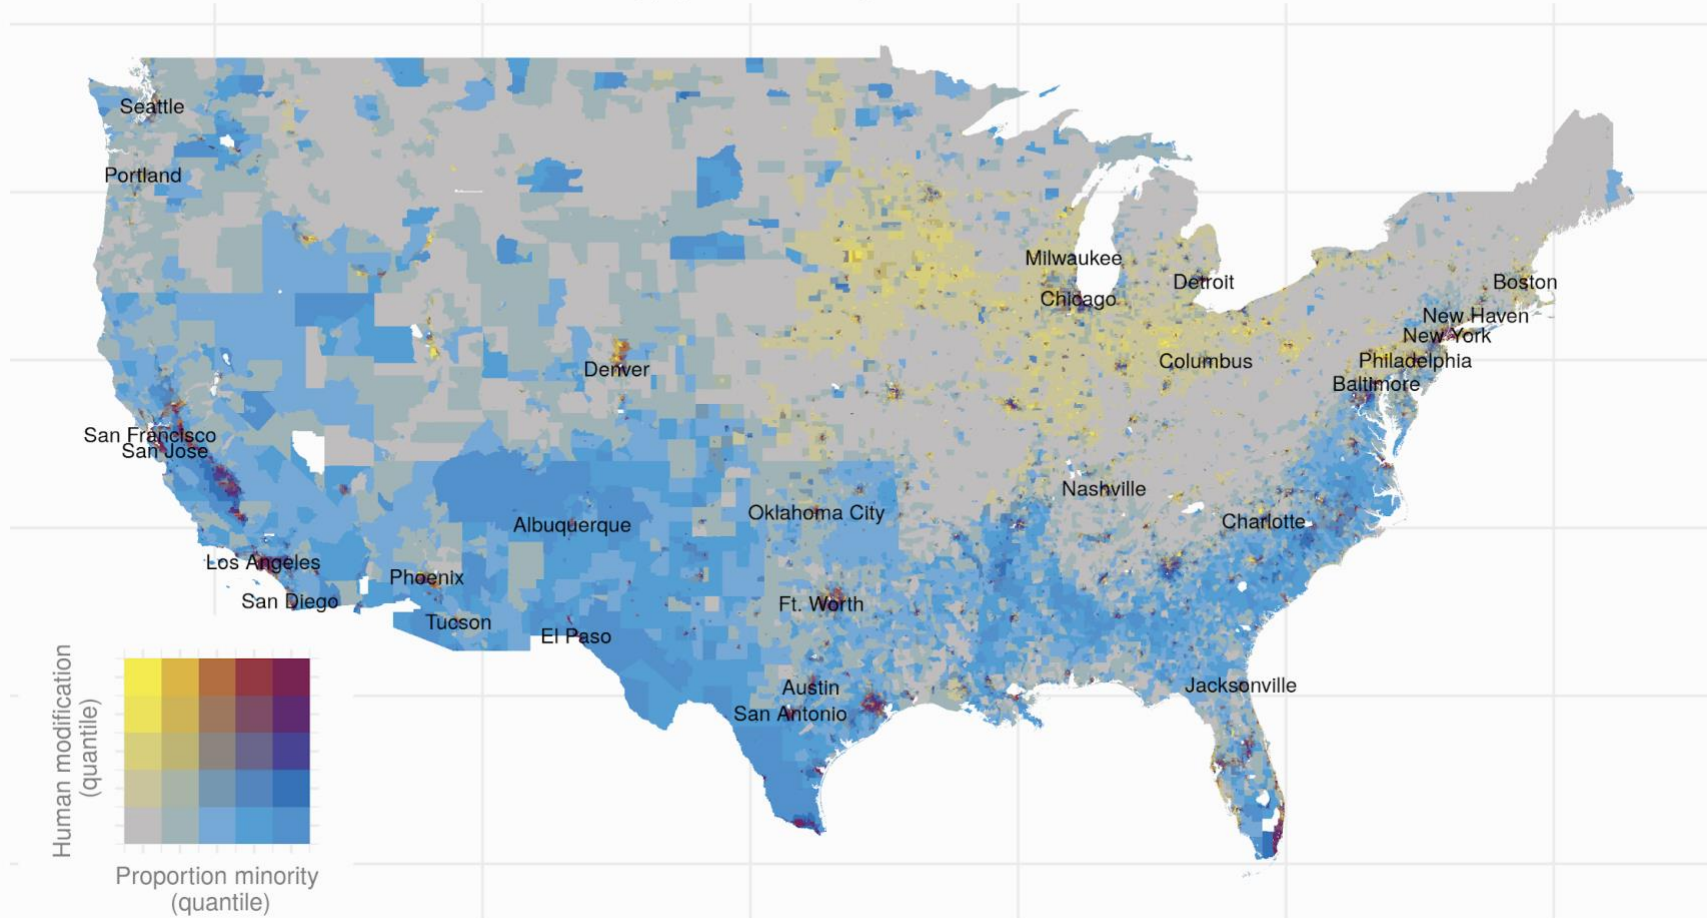 Seattle
Portland
Milwaukee
Detroit
Boston
Chicago
New Haven
New York
Denver
Columbus
Philadelphia
Baltimore
San Francisco
San Jose
Nashville
Albuquerque
Oklahoma City
Charlotte
Los Angeles
Phoenix
San Diego
Ft. Worth
Tucson
El Paso
Austin
Jacksonville
San Antonio
Human modification
(quantile)
Proportion minority
(quantile)